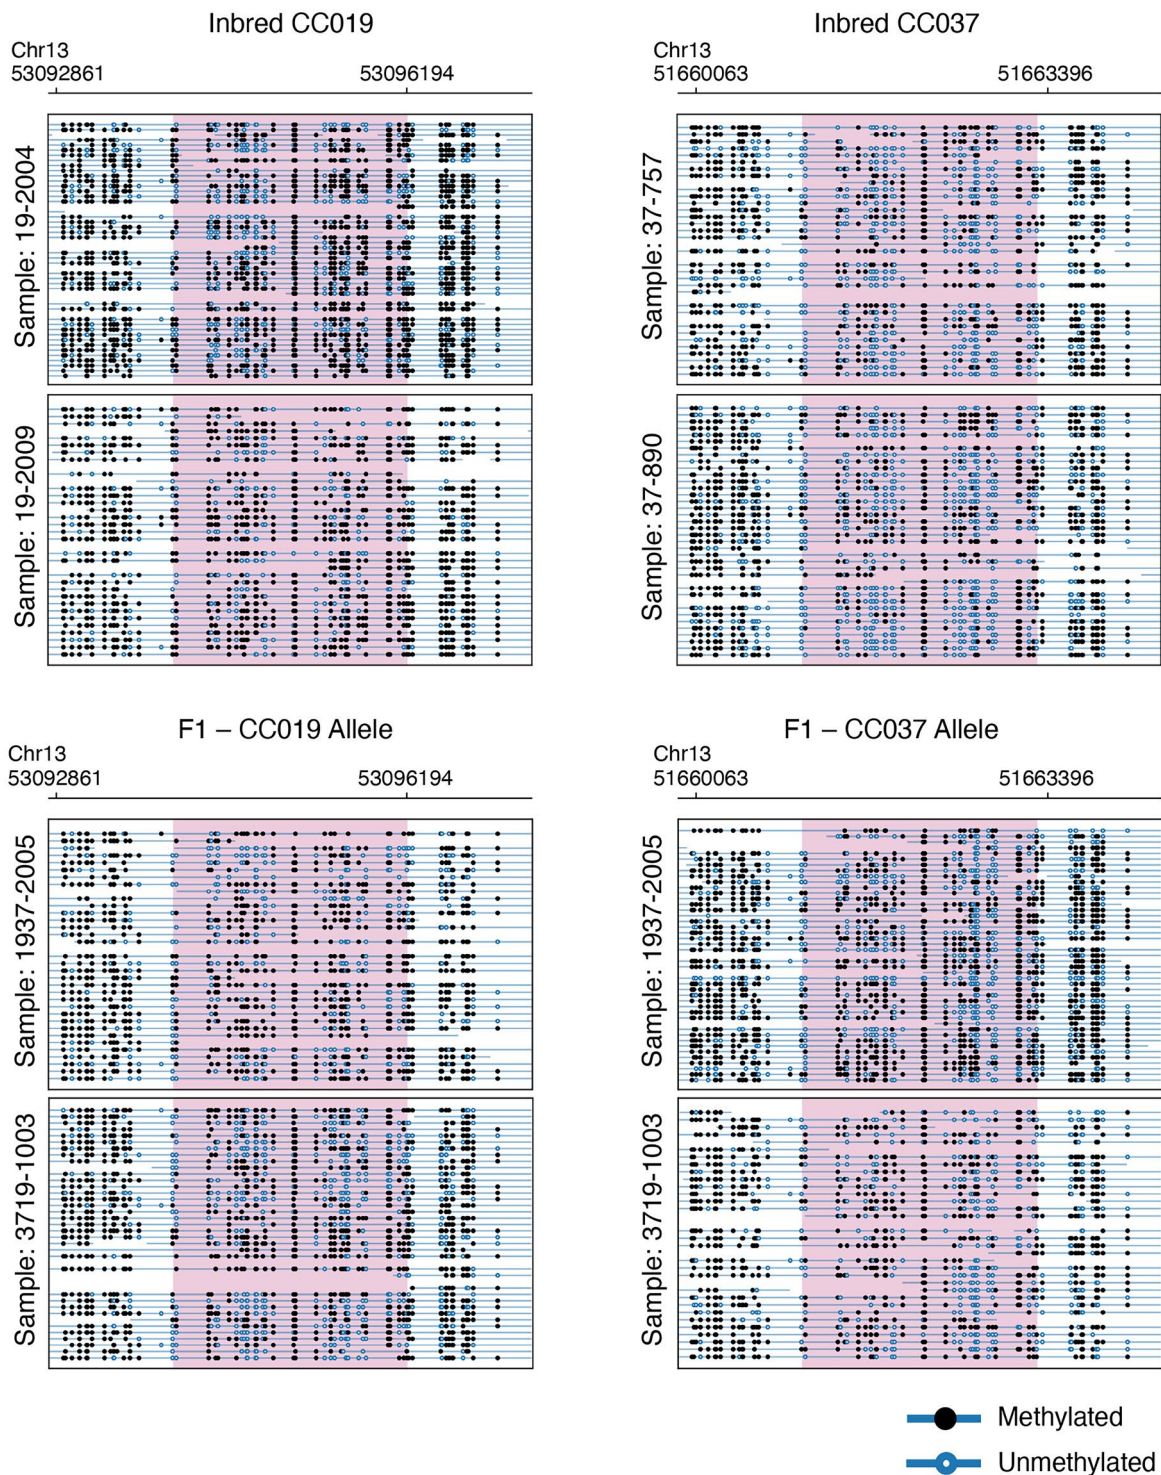 Inbred CC019
Inbred CC037
Chr13
53092861
53096194
Chr13
51660063
51663396
Sample: 19-2004
Sample: 37-757
Sample: 19-2009
Sample: 37-890
F1 – CC019 Allele
F1 – CC037 Allele
Chr13
53092861
53096194
Chr13
51660063
51663396
Sample: 1937-2005
Sample: 1937-2005
Sample: 3719-1003
Sample: 3719-1003
Methylated
Unmethylated